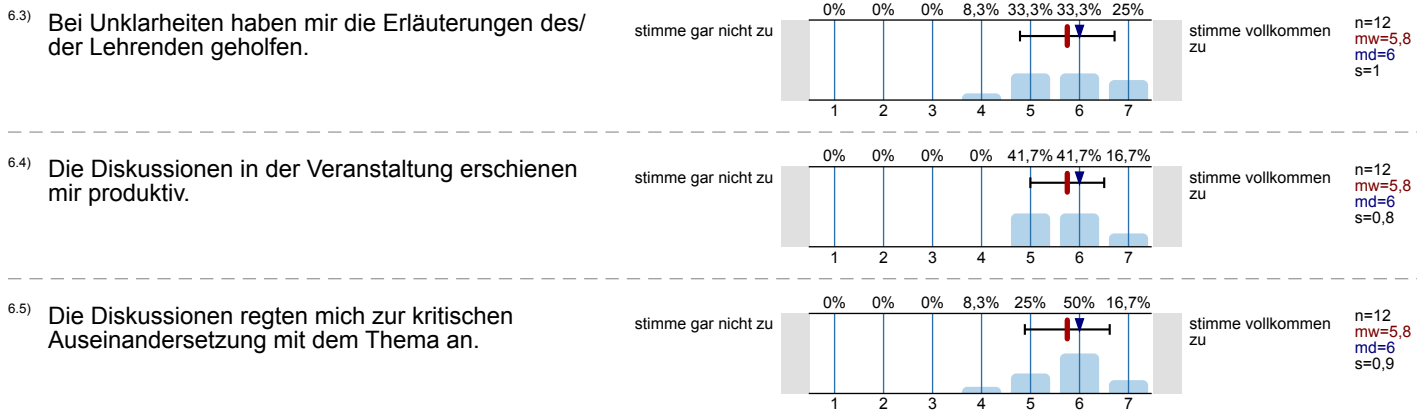 6.3) Bei Unklarheiten haben mir die Erläuterungen des/
der Lehrenden geholfen.
stimme gar nicht zu
0% 0% 0% 8,3% 33,3% 33,3% 25%
1 2 3 4 5 6 7
stimme vollkommen
zu
n=12
mw=5,8
md=6
s=1
6.4) Die Diskussionen in der Veranstaltung erschienen
mir produktiv.
stimme gar nicht zu
0% 0% 0% 0% 41,7% 41,7% 16,7%
1 2 3 4 5 6 7
stimme vollkommen
zu
n=12
mw=5,8
md=6
s=0,8
6.5) Die Diskussionen regten mich zur kritischen
Auseinandersetzung mit dem Thema an.
stimme gar nicht zu
0% 0% 0% 8,3% 25% 50% 16,7%
1 2 3 4 5 6 7
stimme vollkommen
zu
n=12
mw=5,8
md=6
s=0,9